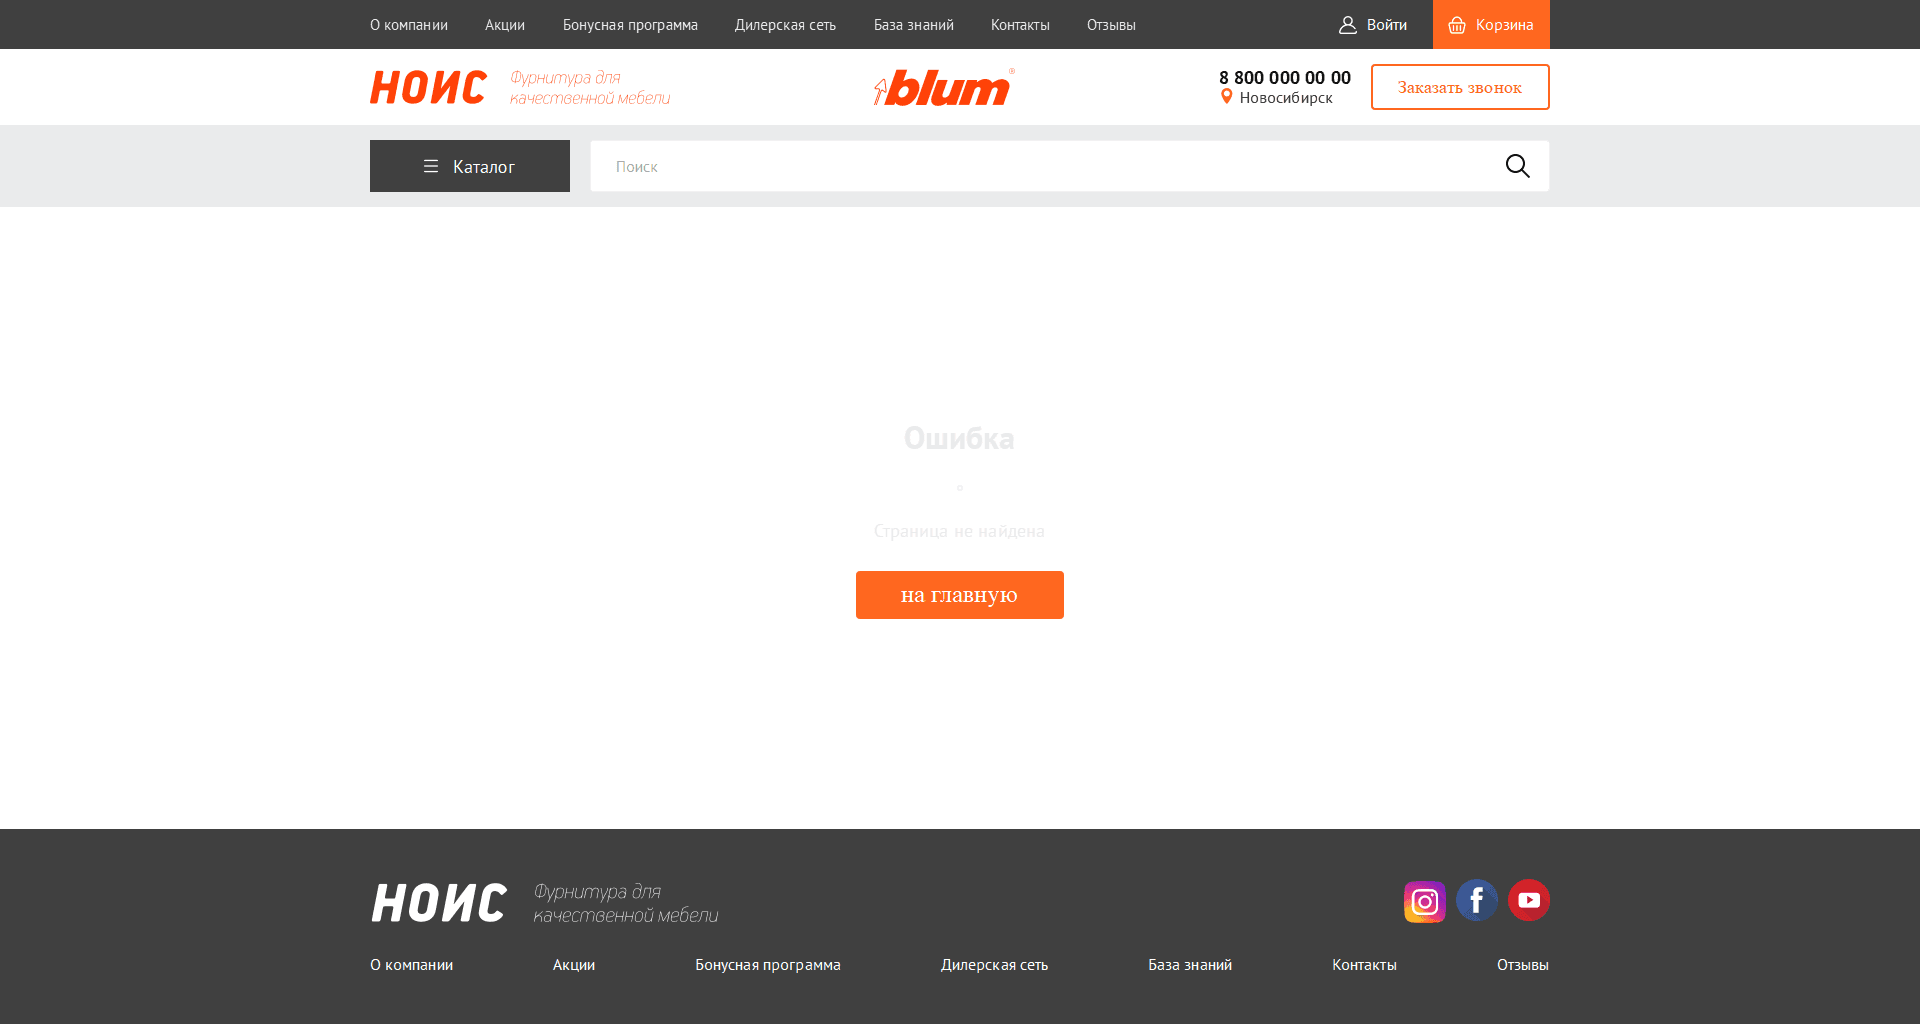 О компании Акции Бонусная программа Дилерская сеть База знаний Контакты Отзывы Войти Корзина
НОИС Фурнитура для качественной мебели
blum®
8 800 000 00 00
Новосибирск
Заказать звонок
Каталог
Поиск
Ошибка
Страница не найдена
на главную
НОИС Фурнитура для
качественной мебели
О компании Акции Бонусная программа Дилерская сеть База знаний Контакты Отзывы